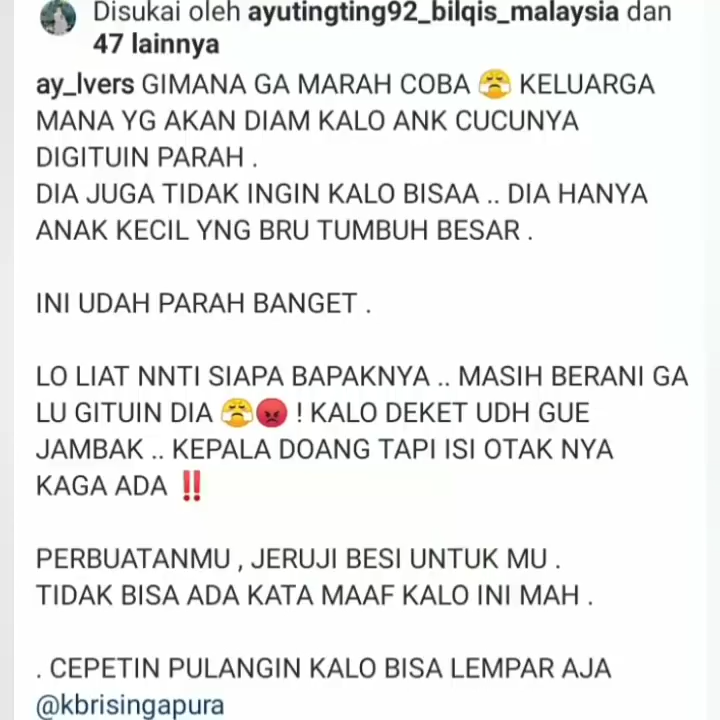 Disukai oleh ayutingting92_bilqis_malaysia dan
47 lainnya
ay_lvers GIMANA GA MARAH COBA 😤 KELUARGA
MANA YG AKAN DIAM KALO ANK CUCUNYA
DIGITUIN PARAH .
DIA JUGA TIDAK INGIN KALO BISAA .. DIA HANYA
ANAK KECIL YNG BRU TUMBUH BESAR .
INI UDAH PARAH BANGET .
LO LIAT NNTI SIAPA BAPAKNYA .. MASIH BERANI GA
LU GITUIN DIA 😤😡 ! KALO DEKET UDH GUE
JAMBAK .. KEPALA DOANG TAPI ISI OTAK NYA
KAGA ADA ‼️
PERBUATANMU , JERUJI BESI UNTUK MU .
TIDAK BISA ADA KATA MAAF KALO INI MAH .
. CEPETIN PULANGIN KALO BISA LEMPAR AJA
@kbrisingapura